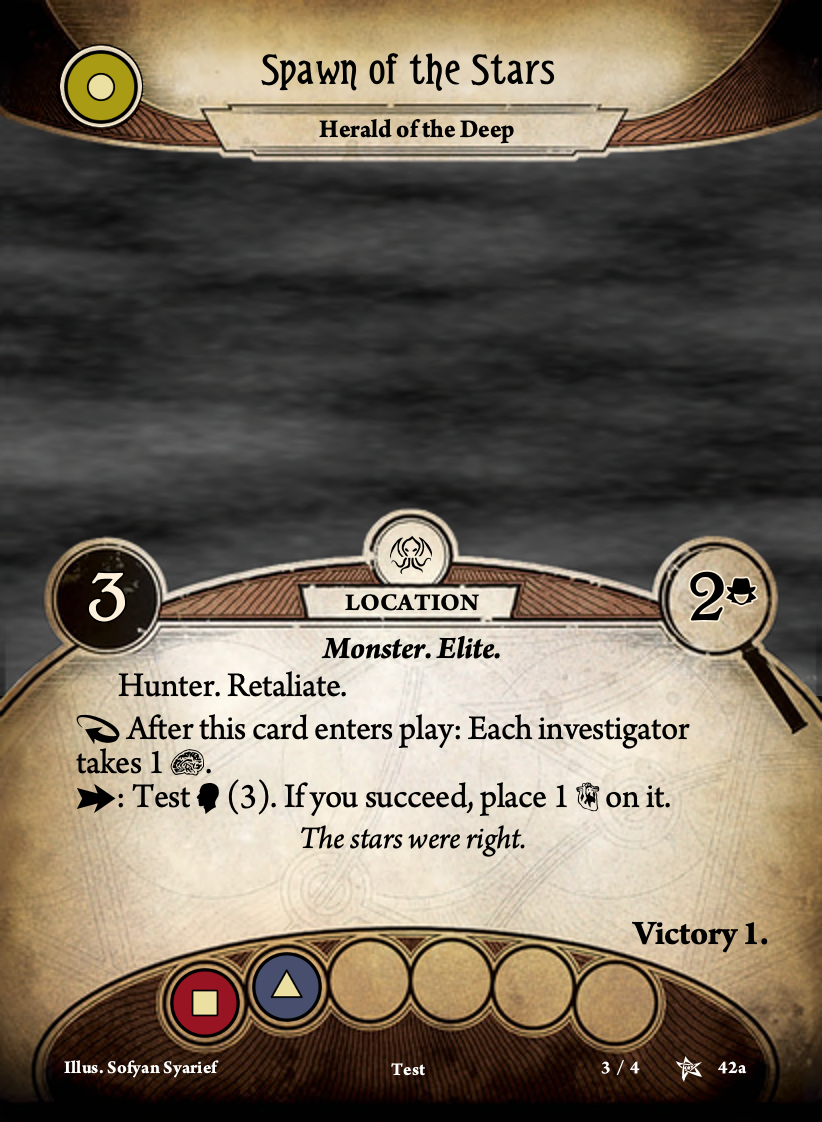 Spawn of the Stars
Herald of the Deep
3
2
LOCATION
Monster. Elite.
Hunter. Retaliate.
After this card enters play: Each investigator
takes 1 .
: Test (3). If you succeed, place 1 on it.
The stars were right.
Victory 1.
Illus. Sofyan Syarief
Test
3 / 4
42a